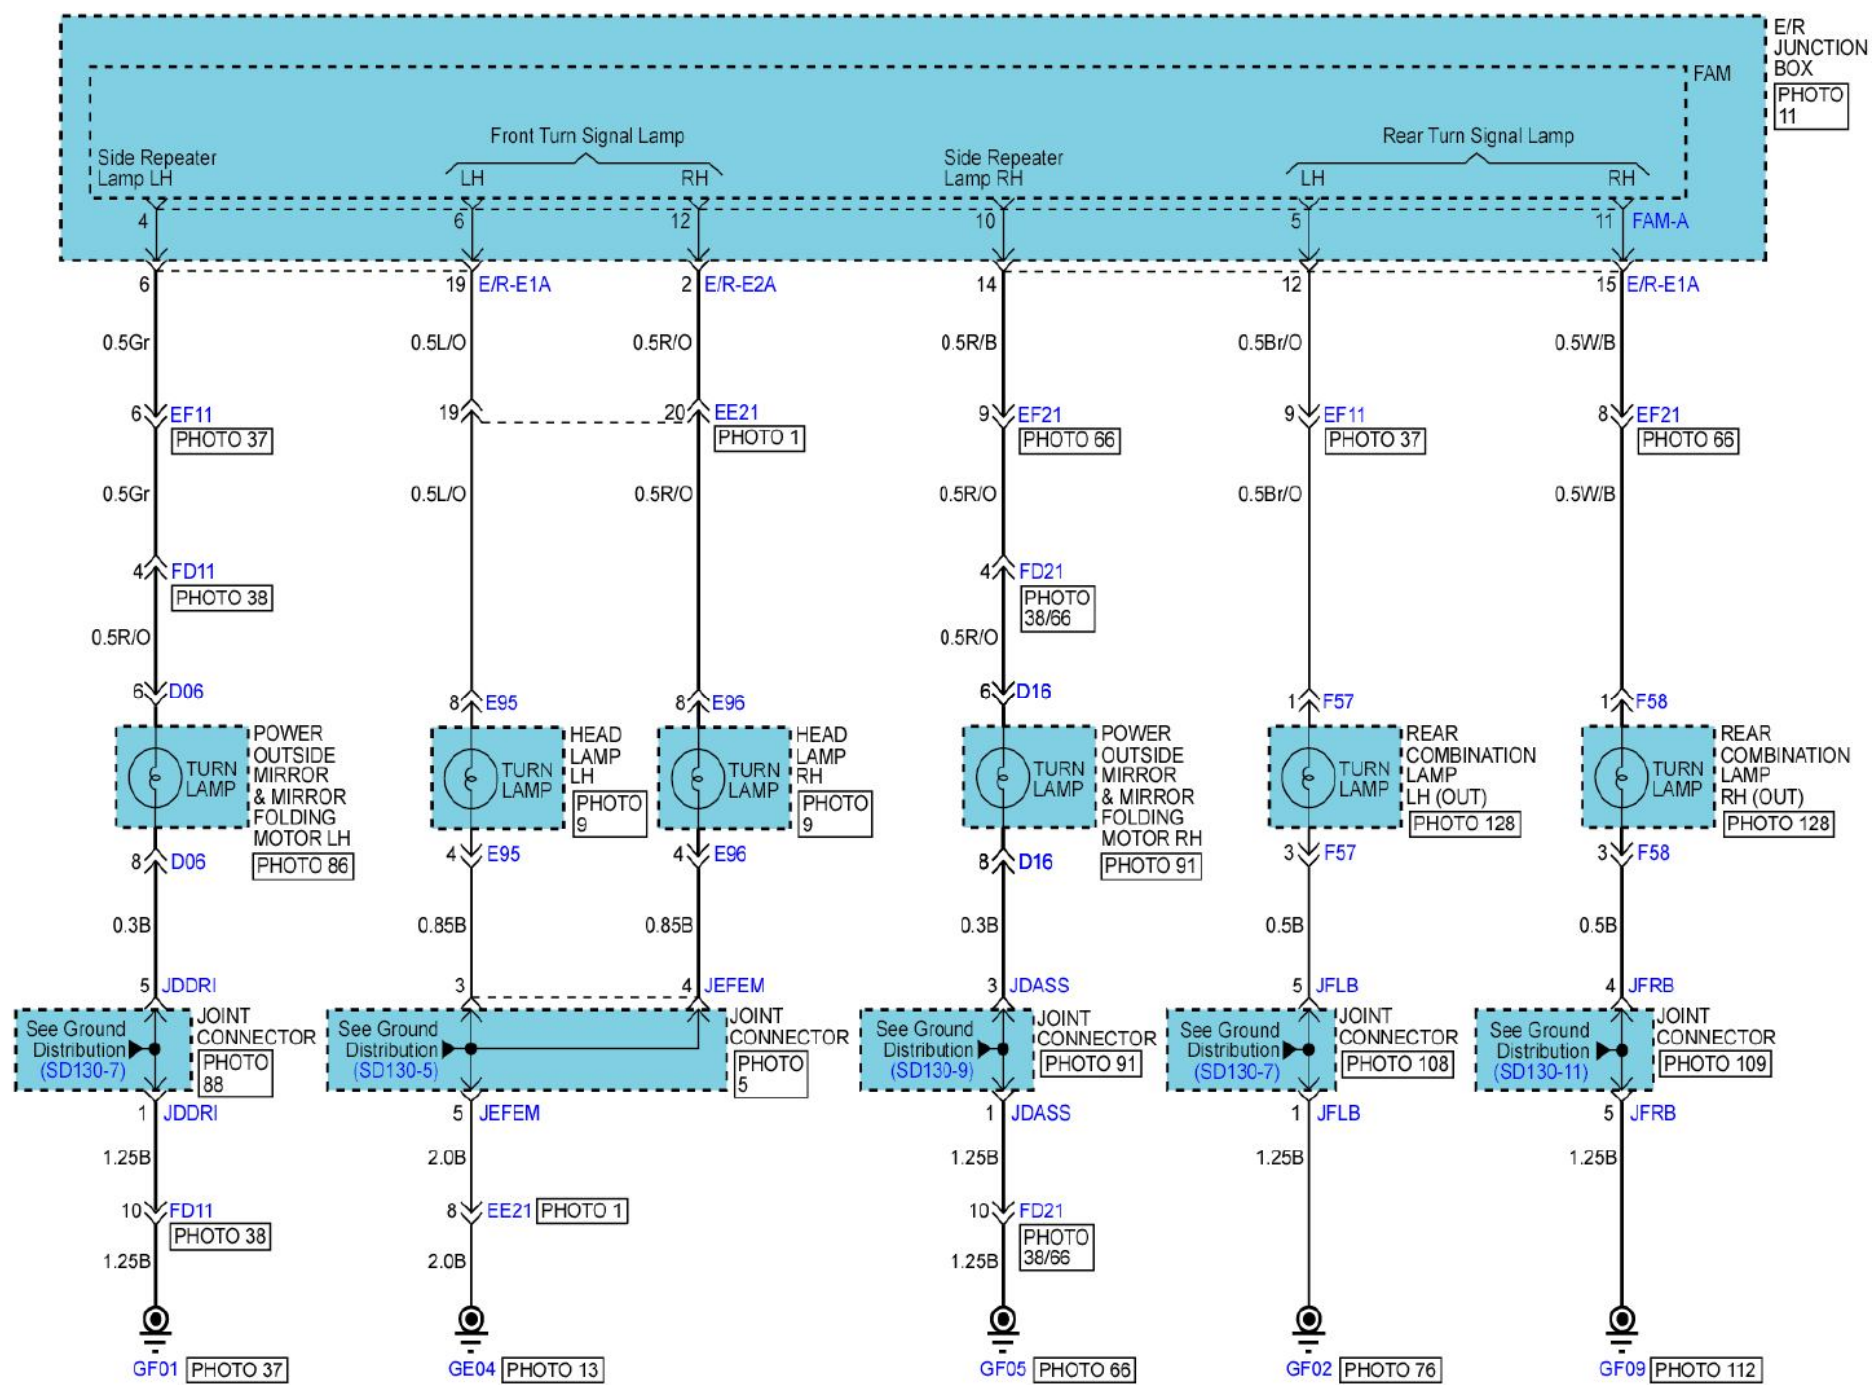 E/R
JUNCTION
BOX
PHOTO
11
FAM
Front Turn Signal Lamp
Rear Turn Signal Lamp
Side Repeater
Lamp LH
LH
RH
Side Repeater
Lamp RH
LH
RH
4
6
12
10
5
11
FAM-A
6
19
E/R-E1A
2
E/R-E2A
14
12
15
E/R-E1A
0.5Gr
0.5L/O
0.5R/O
0.5R/B
0.5Br/O
0.5W/B
6
EF11
PHOTO 37
19
20
EE21
PHOTO 1
9
EF21
PHOTO 66
9
EF11
PHOTO 37
8
EF21
PHOTO 66
0.5Gr
0.5L/O
0.5R/O
0.5R/O
0.5Br/O
0.5W/B
4
FD11
PHOTO 38
4
FD21
PHOTO
38/66
0.5R/O
0.5R/O
6
D06
8
E95
8
E96
6
D16
1
F57
1
F58
TURN
LAMP
POWER
OUTSIDE
MIRROR
& MIRROR
FOLDING
MOTOR LH
PHOTO 86
TURN
LAMP
HEAD
LAMP
LH
PHOTO
9
TURN
LAMP
HEAD
LAMP
RH
PHOTO
9
TURN
LAMP
POWER
OUTSIDE
MIRROR
& MIRROR
FOLDING
MOTOR RH
PHOTO 91
TURN
LAMP
REAR
COMBINATION
LAMP
LH (OUT)
PHOTO 128
TURN
LAMP
REAR
COMBINATION
LAMP
RH (OUT)
PHOTO 128
8
D06
4
E95
4
E96
8
D16
3
F57
3
F58
0.3B
0.85B
0.85B
0.3B
0.5B
0.5B
5
JDDRI
3
4
JEFEM
3
JDASS
5
JFLB
4
JFRB
See Ground
Distribution
(SD130-7)
JOINT
CONNECTOR
PHOTO
88
See Ground
Distribution
(SD130-5)
JOINT
CONNECTOR
PHOTO
5
See Ground
Distribution
(SD130-9)
JOINT
CONNECTOR
PHOTO 91
See Ground
Distribution
(SD130-7)
JOINT
CONNECTOR
PHOTO 108
See Ground
Distribution
(SD130-11)
JOINT
CONNECTOR
PHOTO 109
1
JDDRI
5
JEFEM
1
JDASS
1
JFLB
5
JFRB
1.25B
2.0B
1.25B
1.25B
1.25B
10
FD11
PHOTO 38
8
EE21
PHOTO 1
10
FD21
PHOTO
38/66
1.25B
2.0B
1.25B
GF01
PHOTO 37
GE04
PHOTO 13
GF05
PHOTO 66
GF02
PHOTO 76
GF09
PHOTO 112